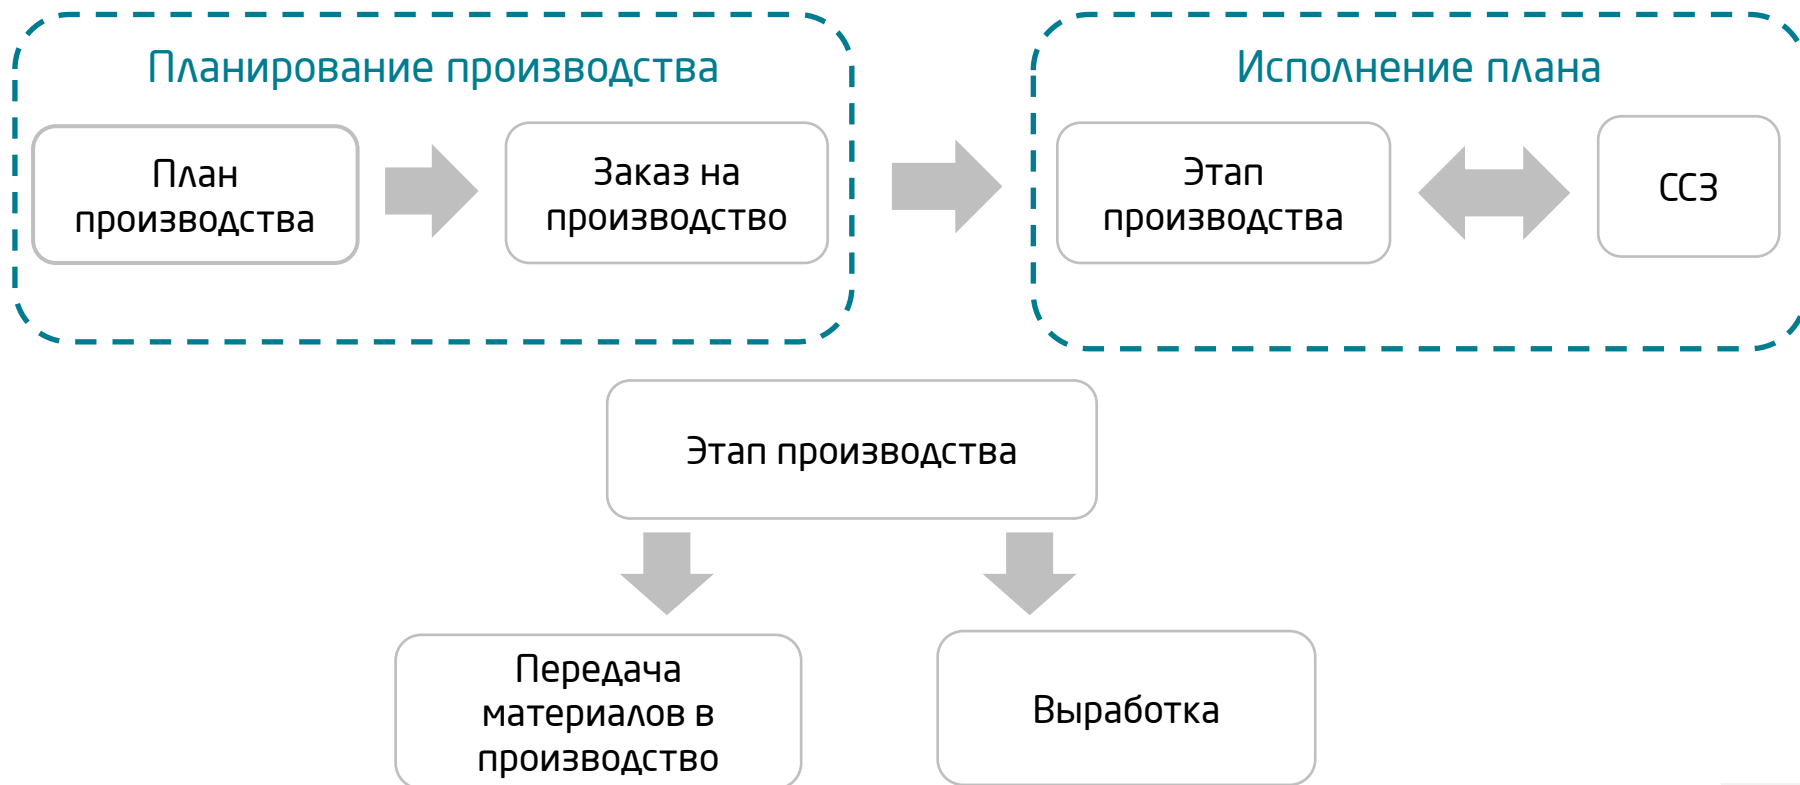 Планирование производства
Исполнение плана
План
производства
Заказ на
производство
Этап
производства
ССЗ
Этап производства
Передача
материалов в
производство
Выработка